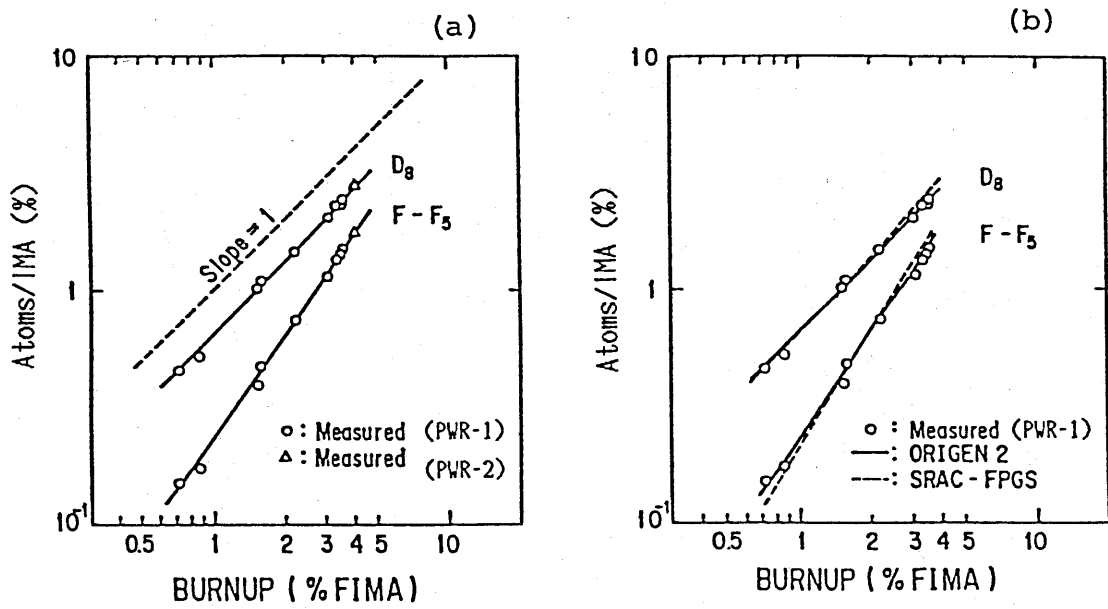 (a)
10
1
10⁻¹
Atoms/IMA (%)
Slope = 1
D₈
F - F₅
○ : Measured (PWR-1)
△ : Measured
(PWR-2)
0.5 1 2 3 4 5 10
BURNUP ( % FIMA )
(b)
10
1
10⁻¹
Atoms/IMA (%)
D₈
F - F₅
○ : Measured (PWR-1)
— : ORIGEN 2
---- : SRAC - FPGS
0.5 1 2 3 4 5 10
BURNUP ( % FIMA )